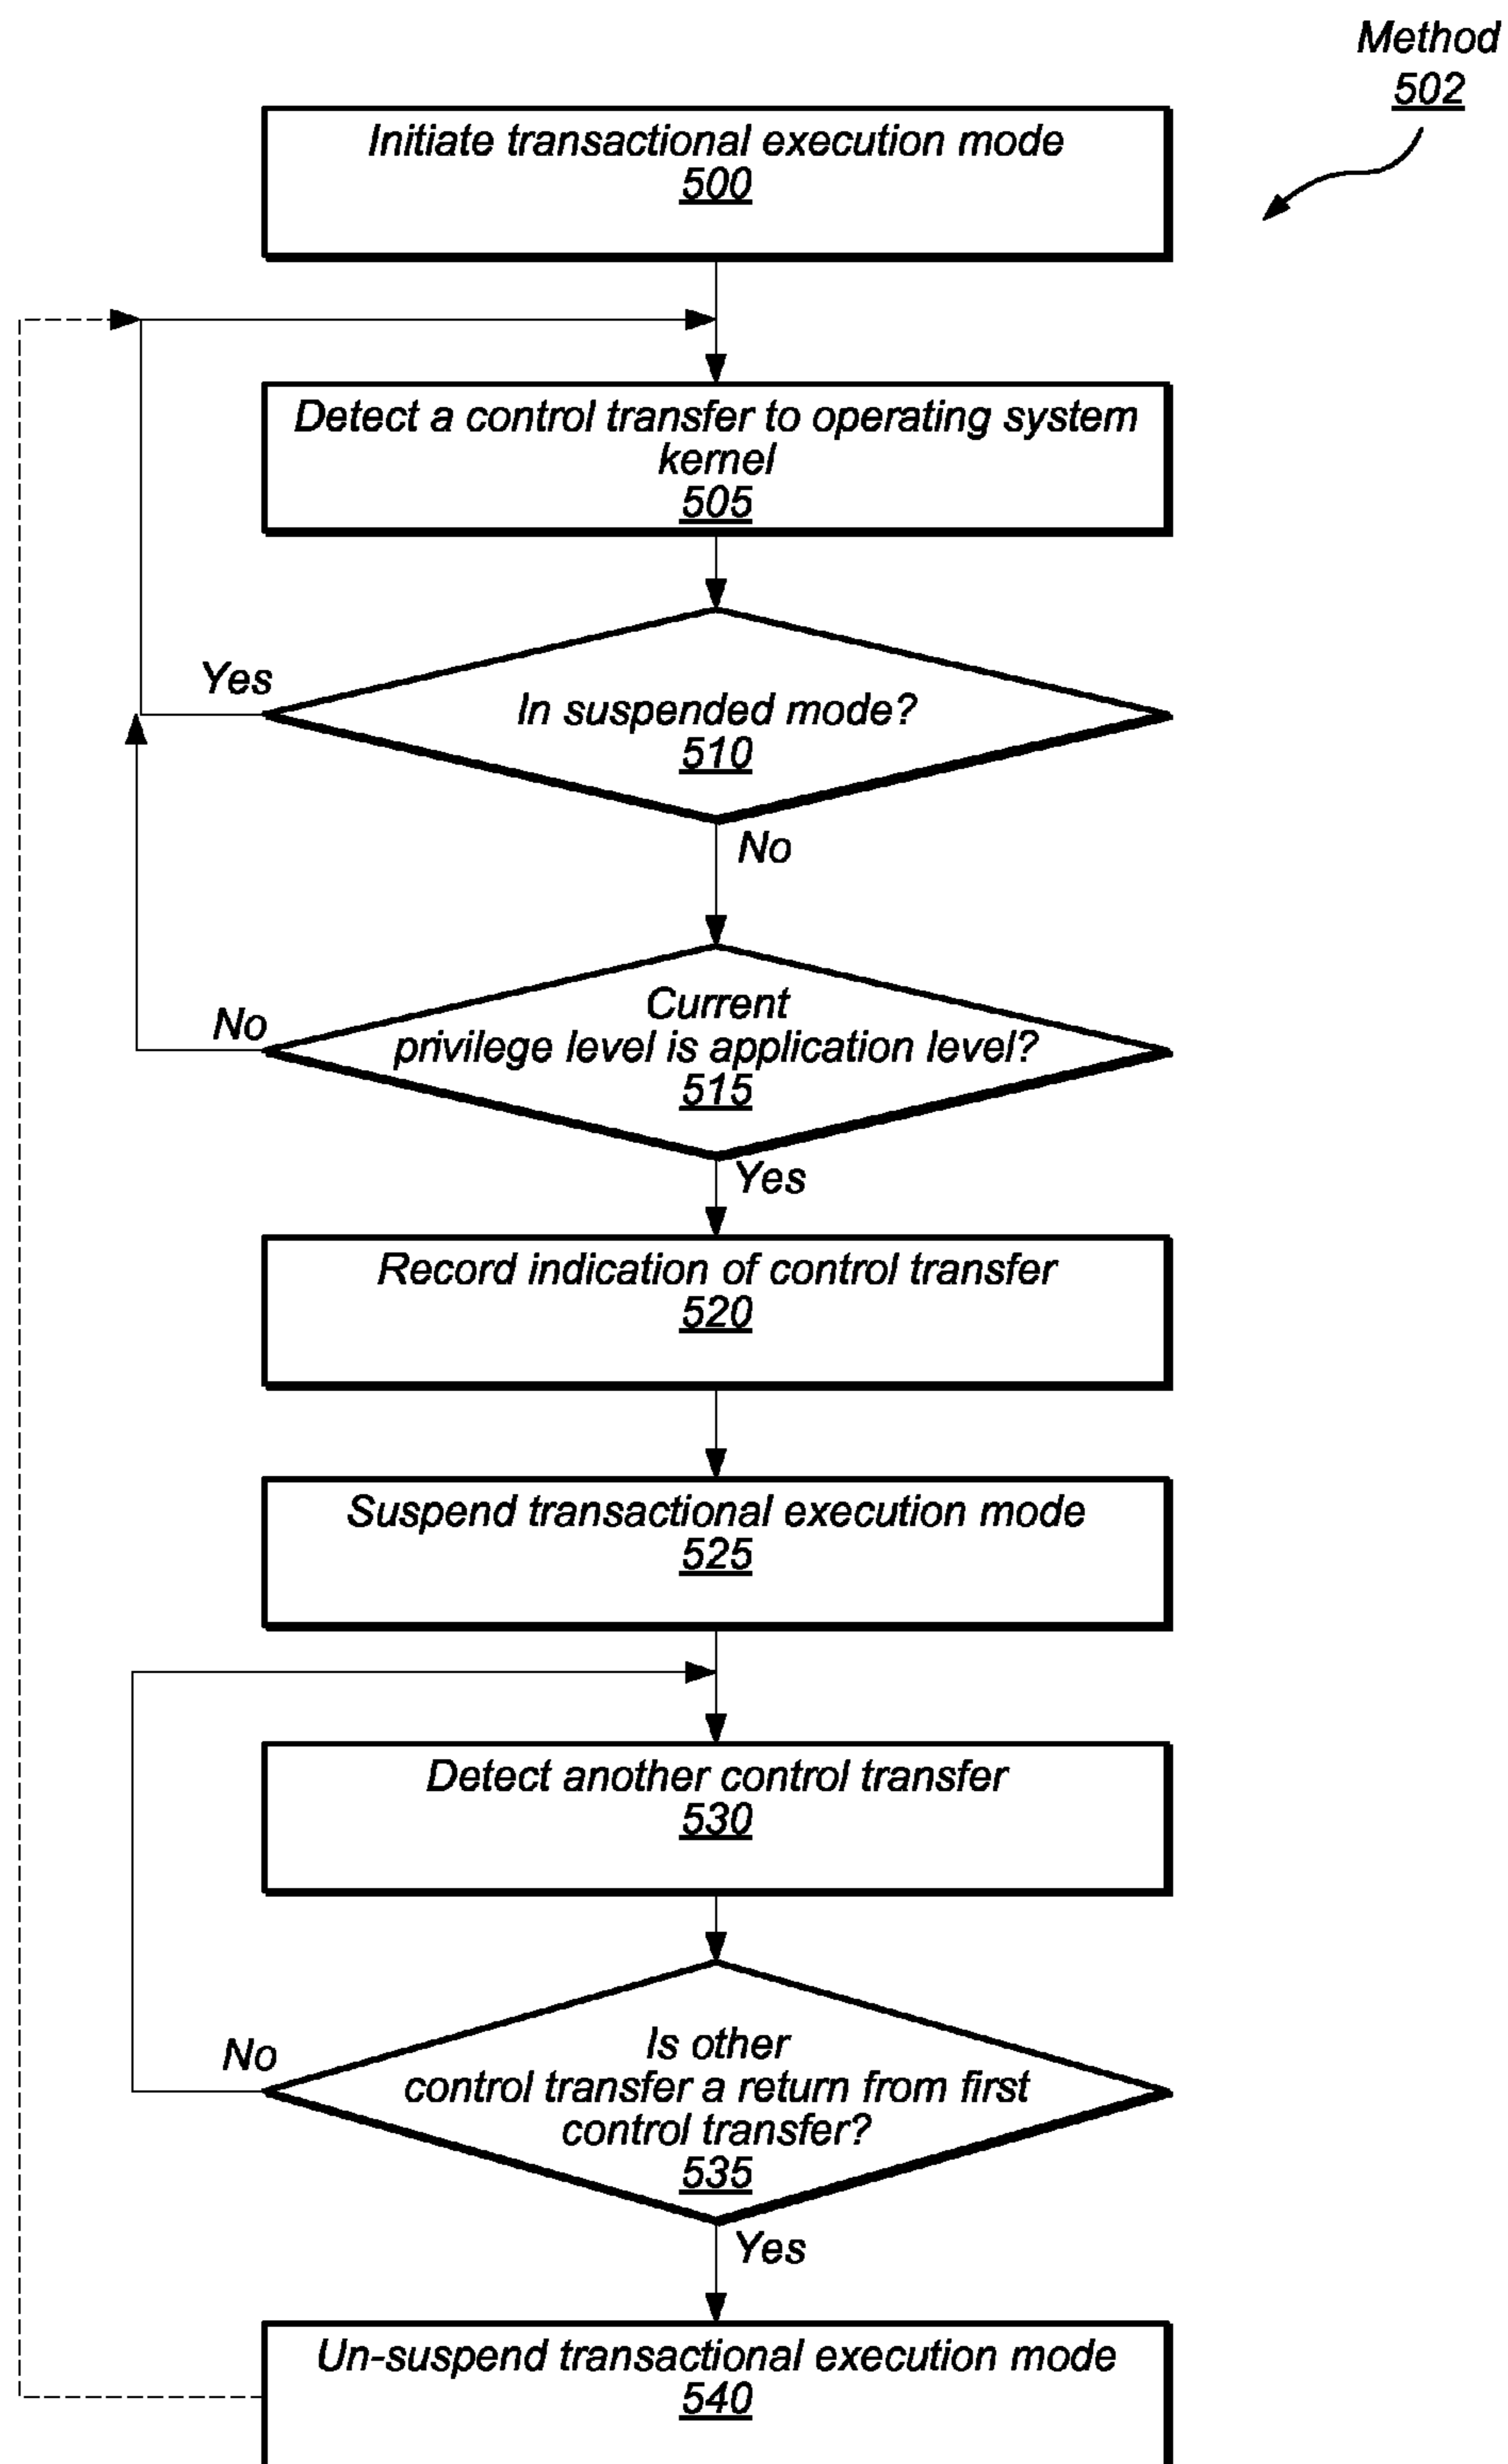 Method
502
Initiate transactional execution mode
500
Detect a control transfer to operating system
kernel
505
Yes
In suspended mode?
510
No
Current
privilege level is application level?
515
No
Yes
Record indication of control transfer
520
Suspend transactional execution mode
525
Detect another control transfer
530
Is other
control transfer a return from first
control transfer?
535
No
Yes
Un-suspend transactional execution mode
540